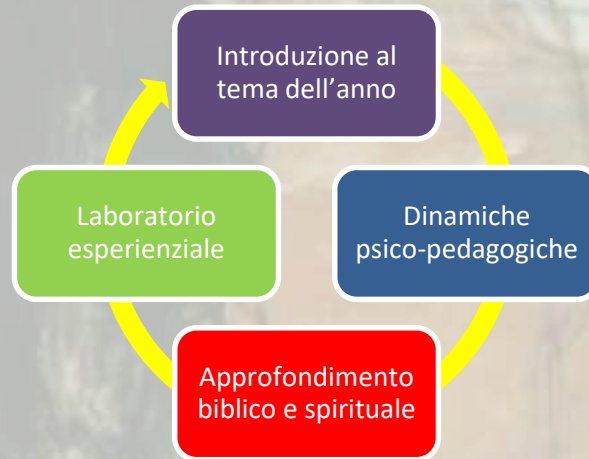 Introduzione al
tema dell’anno
Dinamiche
psico-pedagogiche
Approfondimento
biblico e spirituale
Laboratorio
esperienziale